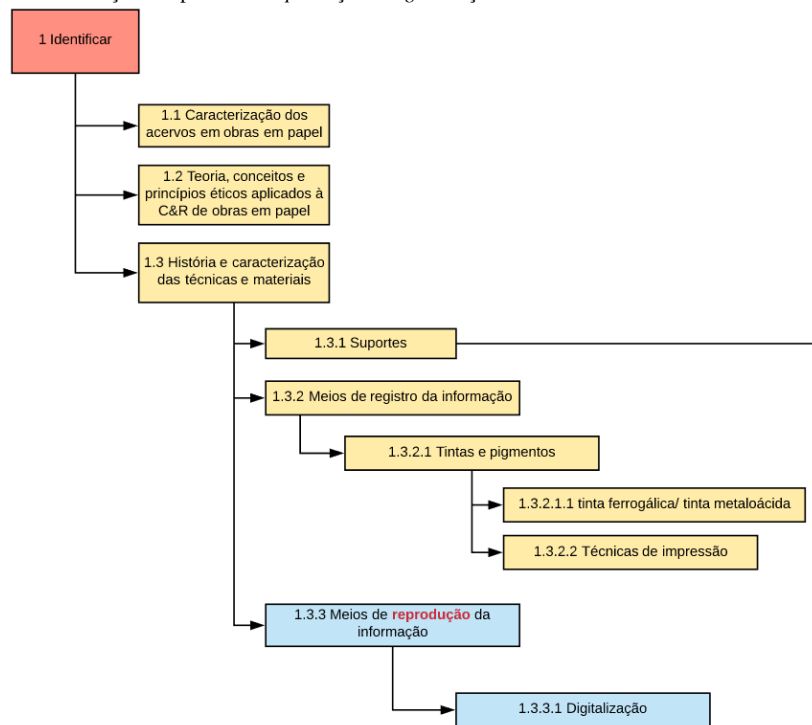 1 Identificar
1.1 Caracterização dos
acervos em obras em papel
1.2 Teoria, conceitos e
princípios éticos aplicados à
C&R de obras em papel
1.3 História e caracterização
das técnicas e materiais
1.3.1 Suportes
1.3.2 Meios de registro da informação
1.3.2.1 Tintas e pigmentos
1.3.2.1.1 tinta ferrogálica/ tinta metaloácida
1.3.2.2 Técnicas de impressão
1.3.3 Meios de reprodução da
informação
1.3.3.1 Digitalização